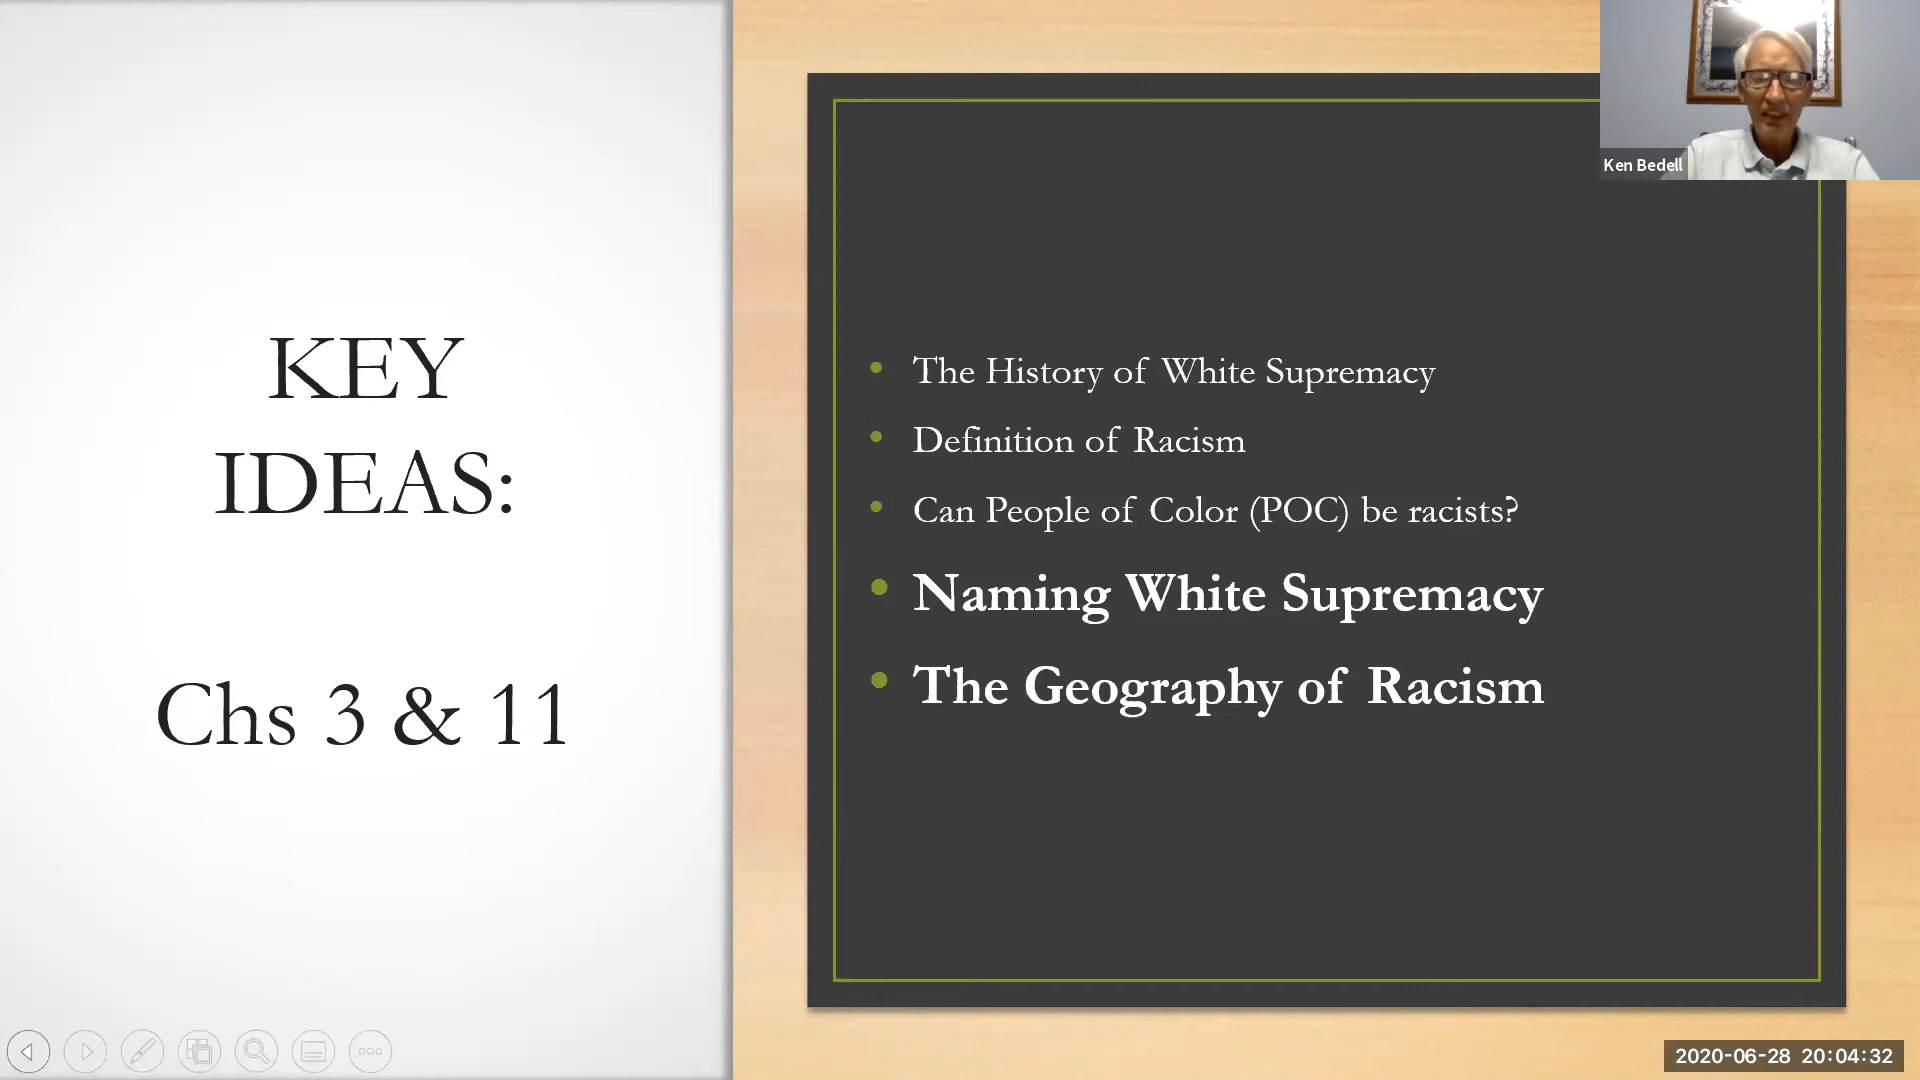 KEY
IDEAS:
Chs 3 & 11
• The History of White Supremacy
• Definition of Racism
• Can People of Color (POC) be racists?
• Naming White Supremacy
• The Geography of Racism
Ken Bedell
2020-06-28 20:04:32